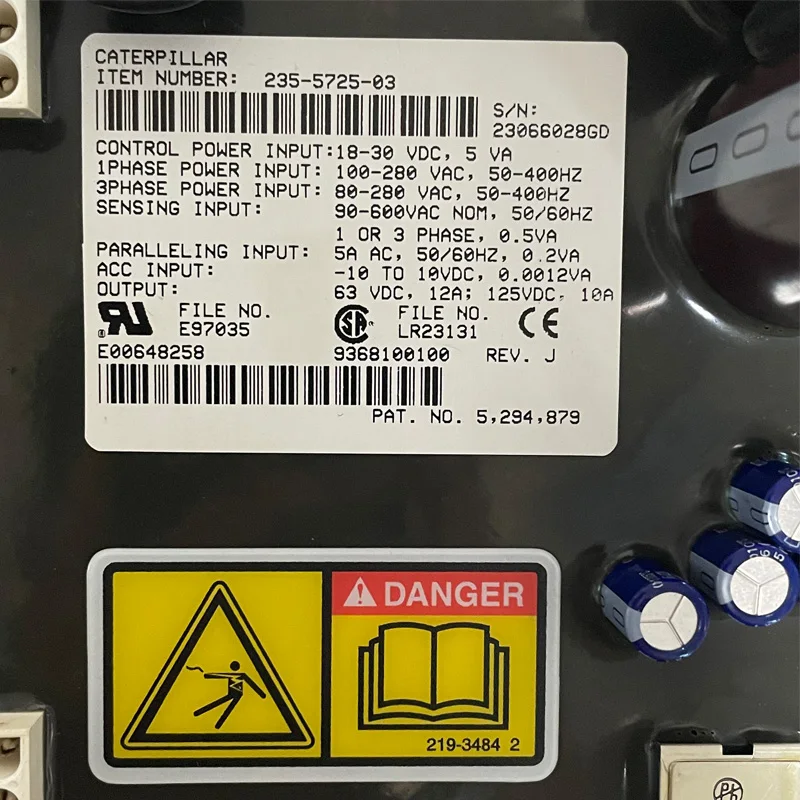 CATERPILLAR
ITEM NUMBER: 235-5725-03
S/N:
23066028GD
CONTROL POWER INPUT: 18-30 VDC, 5 VA
1PHASE POWER INPUT: 100-280 VAC, 50-400HZ
3PHASE POWER INPUT: 80-280 VAC, 50-400HZ
SENSING INPUT: 90-600VAC NOM, 50/60HZ
1 OR 3 PHASE, 0.5VA
PARALLELING INPUT: 5A AC, 50/60HZ, 0.2VA
ACC INPUT: -10 TO 10VDC, 0.0012VA
OUTPUT: 63 VDC, 12A; 125VDC, 10A
FILE NO.
E97035
FILE NO.
LR23131
CE
E00648258 9368100100 REV. J
PAT. NO. 5,294,879
DANGER
219-3484 2